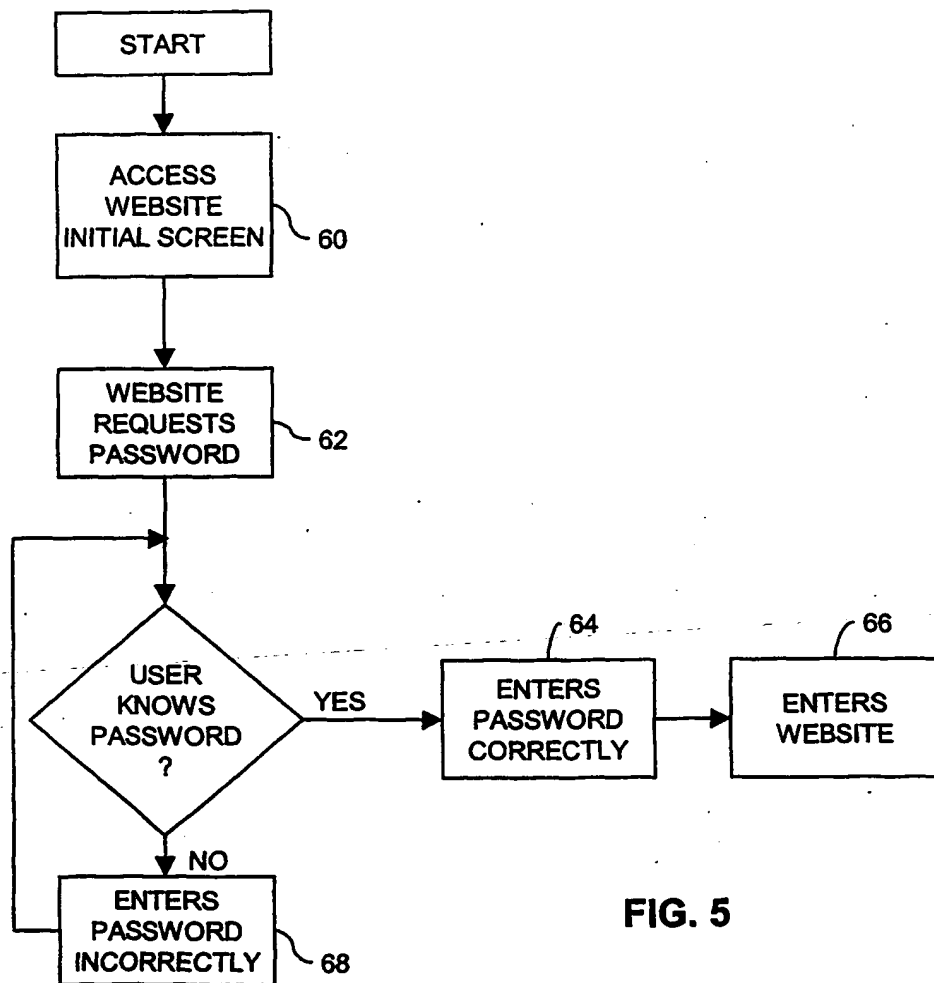 START
ACCESS
WEBSITE
INITIAL SCREEN
60
WEBSITE
REQUESTS
PASSWORD
62
USER
KNOWS
PASSWORD
?
YES
64
ENTERS
PASSWORD
CORRECTLY
66
ENTERS
WEBSITE
NO
ENTERS
PASSWORD
INCORRECTLY
68
FIG. 5